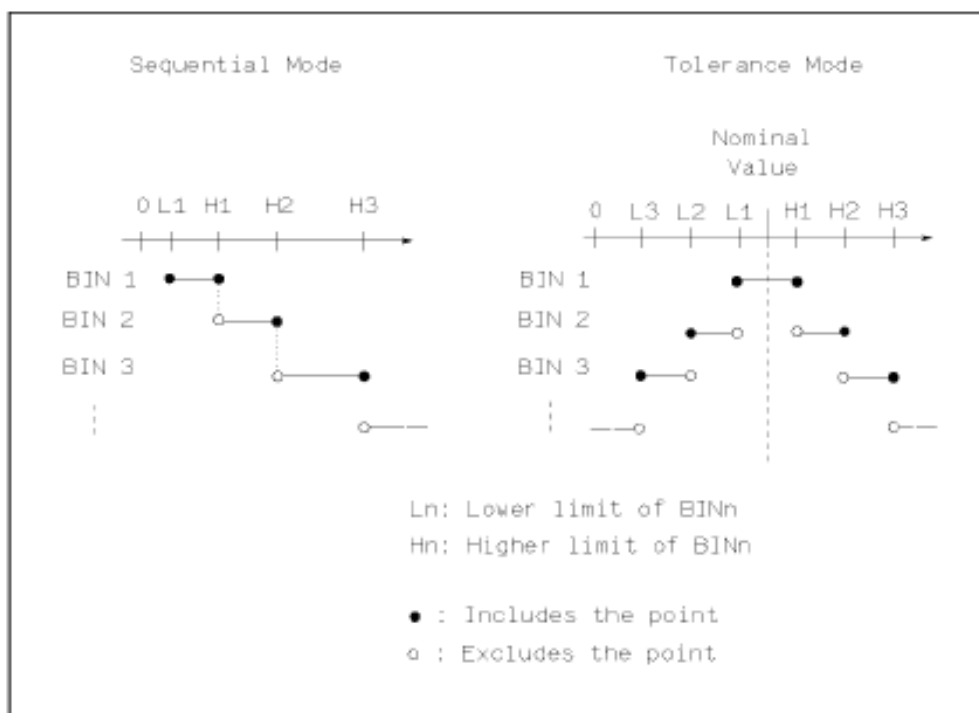 Sequential Mode
0 L1 H1 H2 H3
BIN 1
BIN 2
BIN 3
Tolerance Mode
Nominal
Value
0 L3 L2 L1 H1 H2 H3
BIN 1
BIN 2
BIN 3
Ln: Lower limit of BINn
Hn: Higher limit of BINn
● : Includes the point
○ : Excludes the point